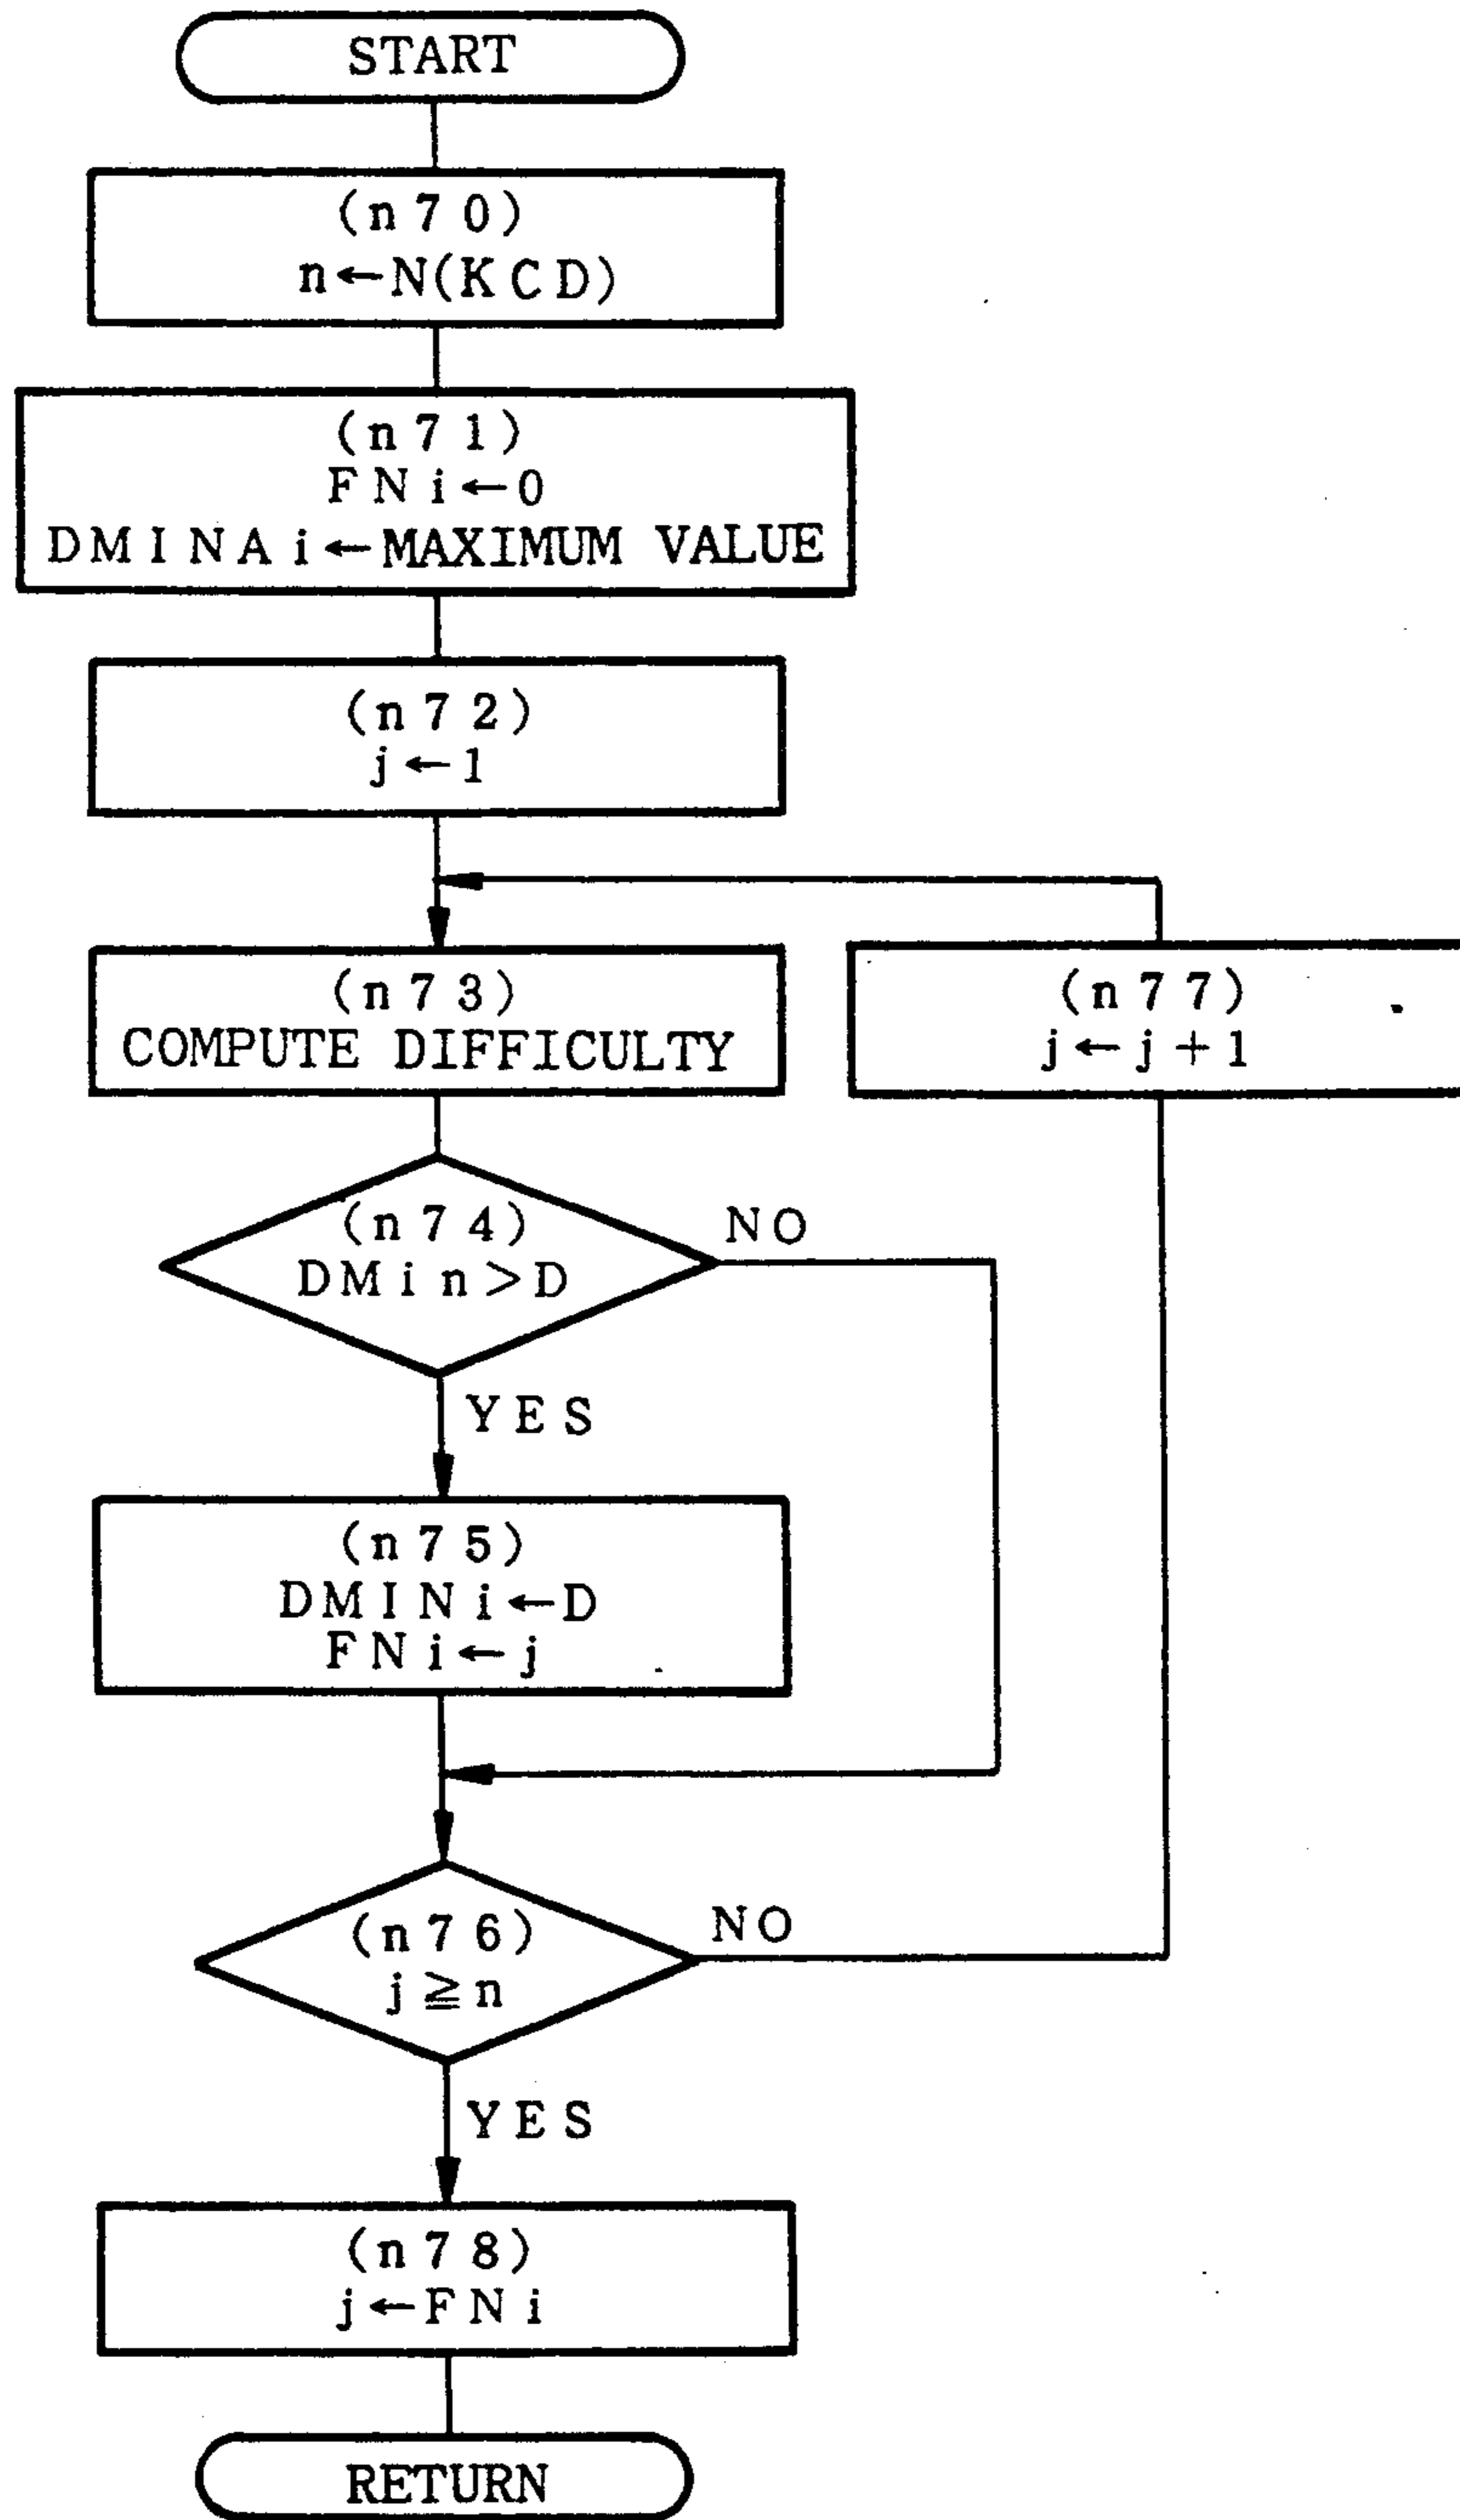 START
(n70)
n←N(KCD)
(n71)
FNi←0
DMINAi←MAXIMUM VALUE
(n72)
j←1
(n73)
COMPUTE DIFFICULTY
(n77)
j←j+1
(n74)
DMin>D
NO
YES
(n75)
DMINi←D
FNi←j
(n76)
j≧n
NO
YES
(n78)
j←FNi
RETURN